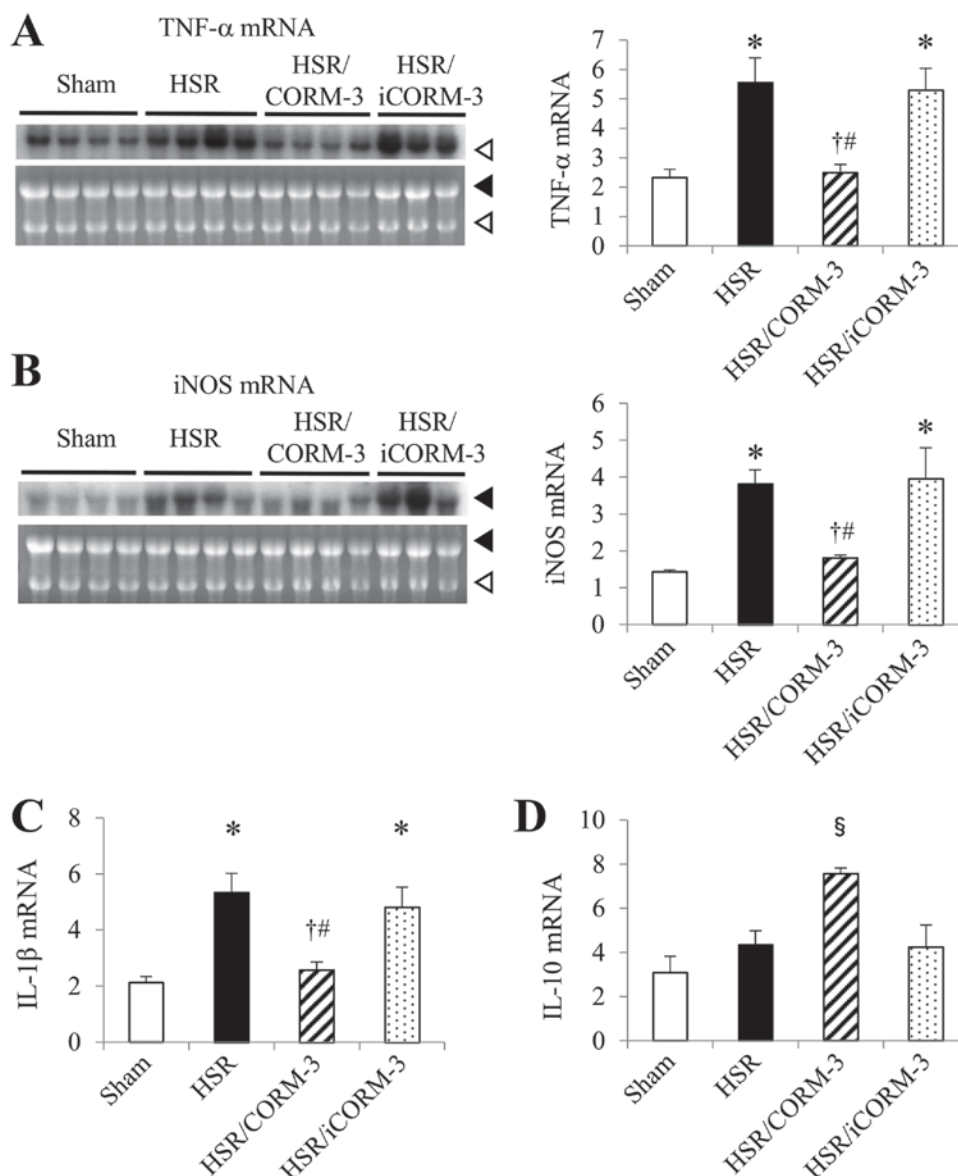 A
TNF-α mRNA
Sham
HSR
HSR/
CORM-3
HSR/
iCORM-3
TNF-α mRNA
7
6
5
4
3
2
1
0
*
†#
*
Sham
HSR
HSR/CORM-3
HSR/iCORM-3
B
iNOS mRNA
Sham
HSR
HSR/
CORM-3
HSR/
iCORM-3
iNOS mRNA
6
5
4
3
2
1
0
*
†#
*
Sham
HSR
HSR/CORM-3
HSR/iCORM-3
C
IL-1β mRNA
8
6
4
2
0
*
†#
*
Sham
HSR
HSR/CORM-3
HSR/iCORM-3
D
IL-10 mRNA
10
8
6
4
2
0
§
Sham
HSR
HSR/CORM-3
HSR/iCORM-3